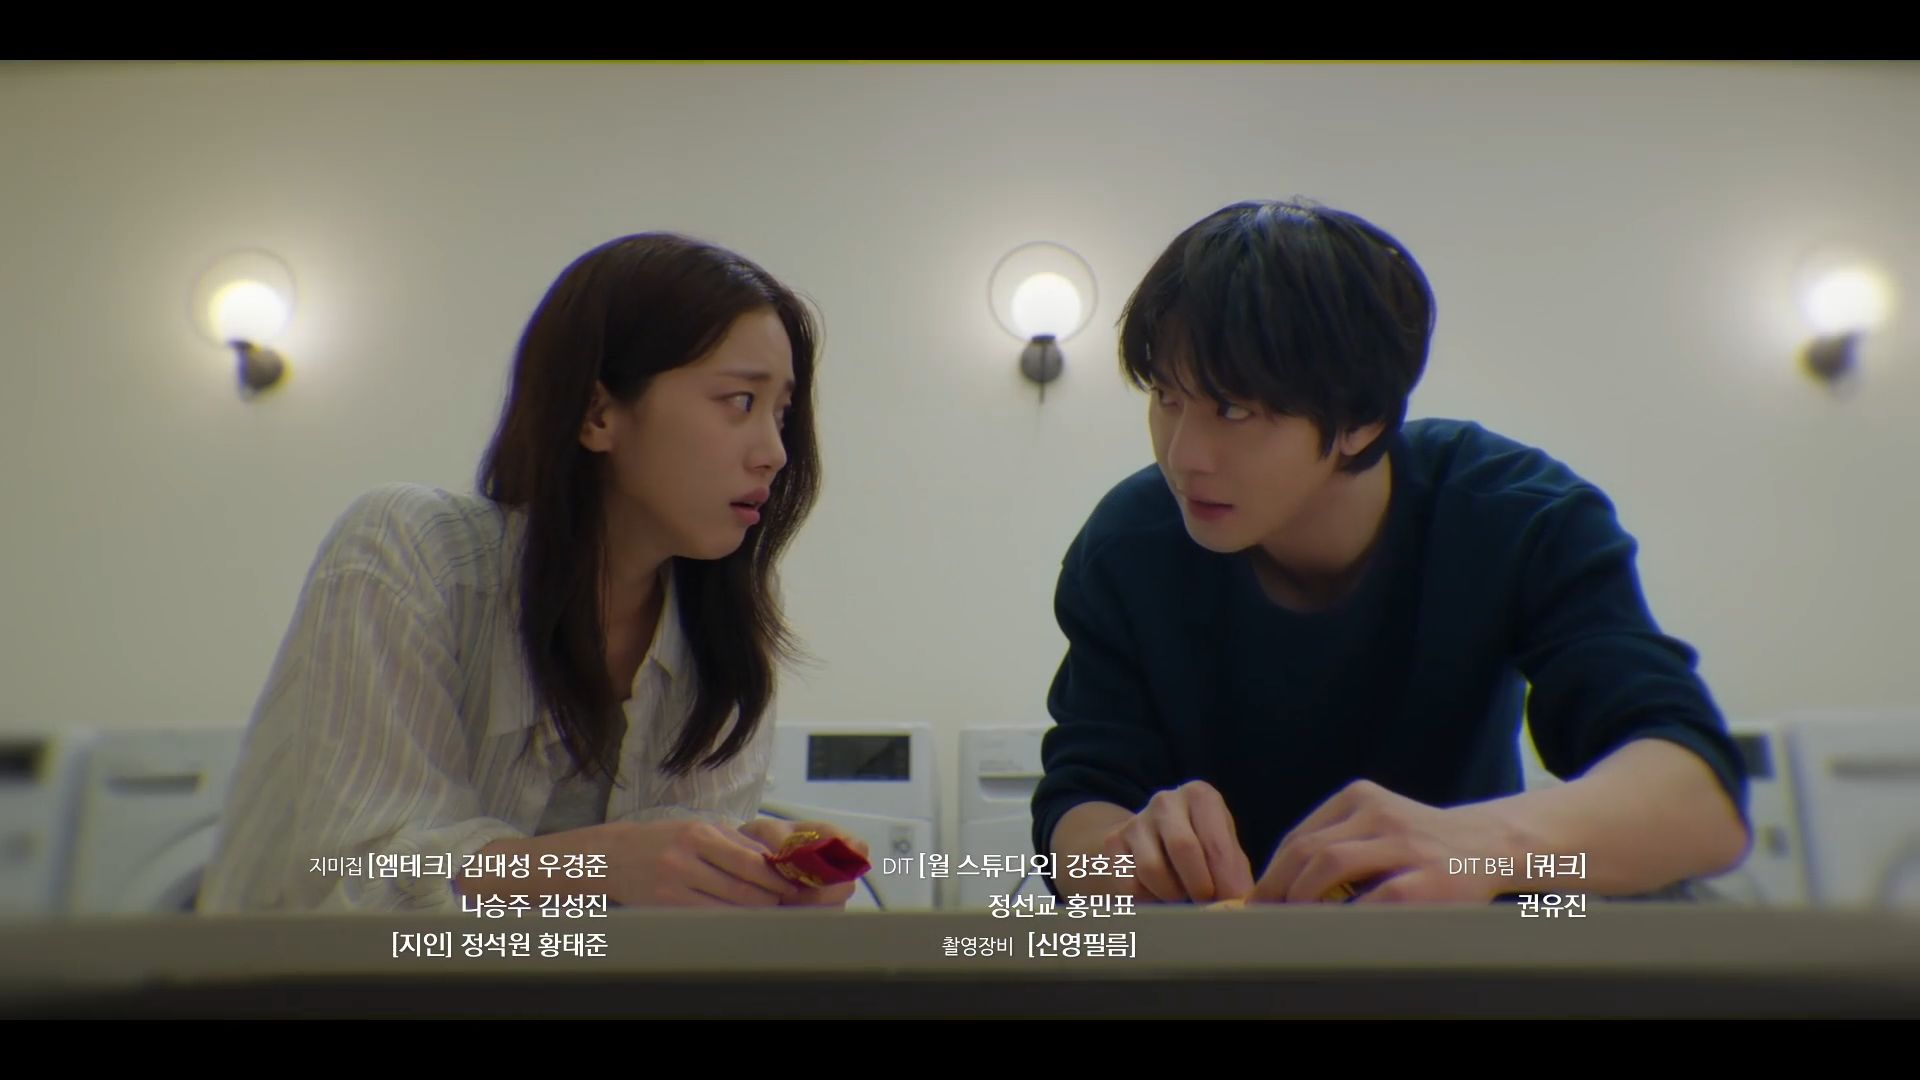 지미집 [엠테크] 김대성 우경준
나승주 김성진
[지인] 정석원 황태준
DIT [월 스튜디오] 강호준
정선교 홍민표
촬영장비 [신영필름]
DIT B팀 [쿼크]
권유진